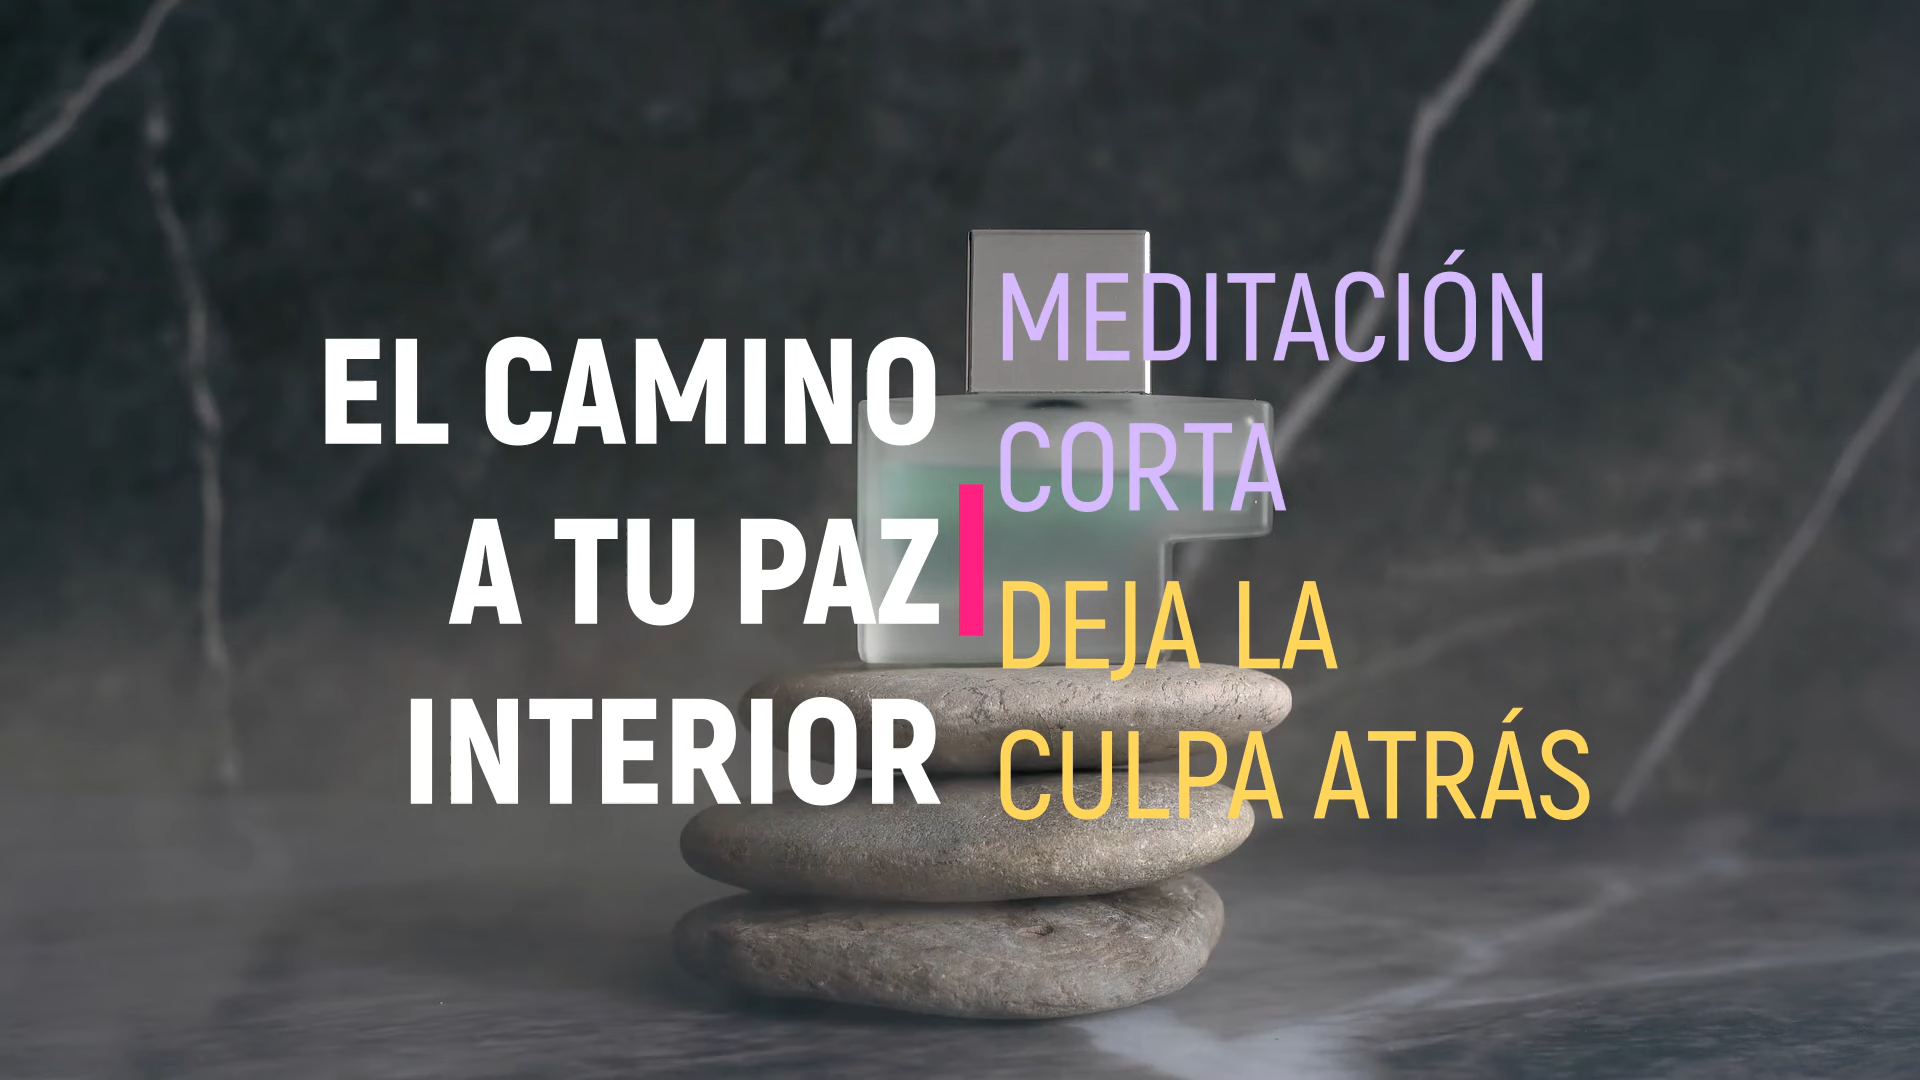 EL CAMINO
A TU PAZ
INTERIOR
MEDITACIÓN
CORTA
DEJA LA
CULPA ATRÁS